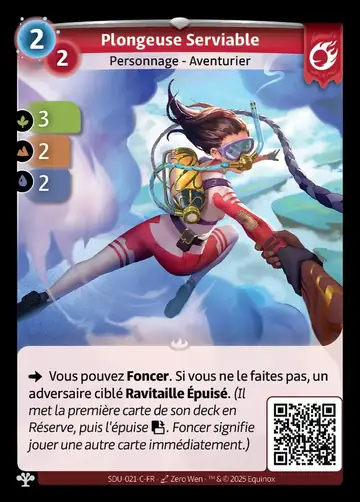 2
Plongeuse Serviable
2
Personnage - Aventurier
3
2
2
➔ Vous pouvez Foncer. Si vous ne le faites pas, un
adversaire ciblé Ravitaille Épuisé. (Il
met la première carte de son deck en
Réserve, puis l'épuise. Foncer signifie
jouer une autre carte immédiatement.)
SDU-021-C-FR - Zero Wen - ™ & © 2025 Equinox